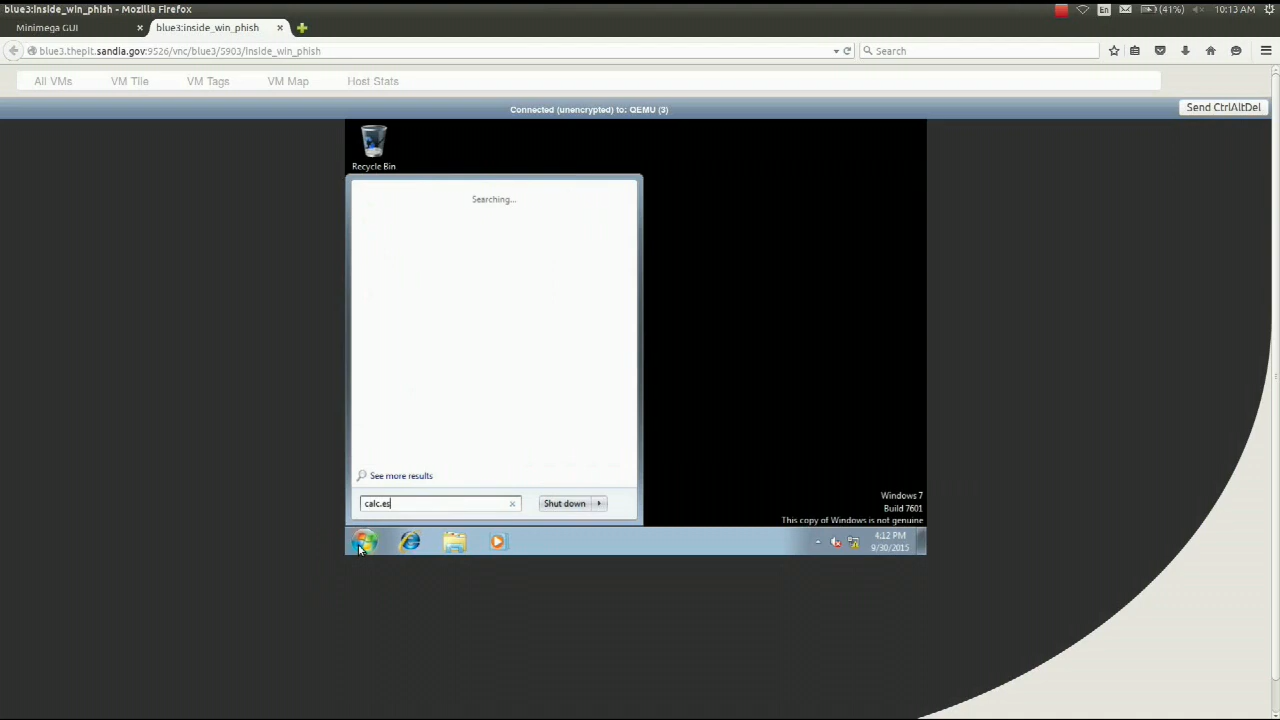 blue3:inside_win_phish - Mozilla Firefox
En (41%) 10:13 AM
Minimega GUI × blue3:inside_win_phish ×
blue3.thepit.sandia.gov:9526/vnc/blue3/5903/inside_win_phish Search
All VMs VM Tile VM Tags VM Map Host Stats
Connected (unencrypted) to: QEMU (3) Send CtrlAltDel
Recycle Bin
Searching...
See more results
calc.es × Shut down
Windows 7
Build 7601
This copy of Windows is not genuine
4:12 PM
9/30/2015